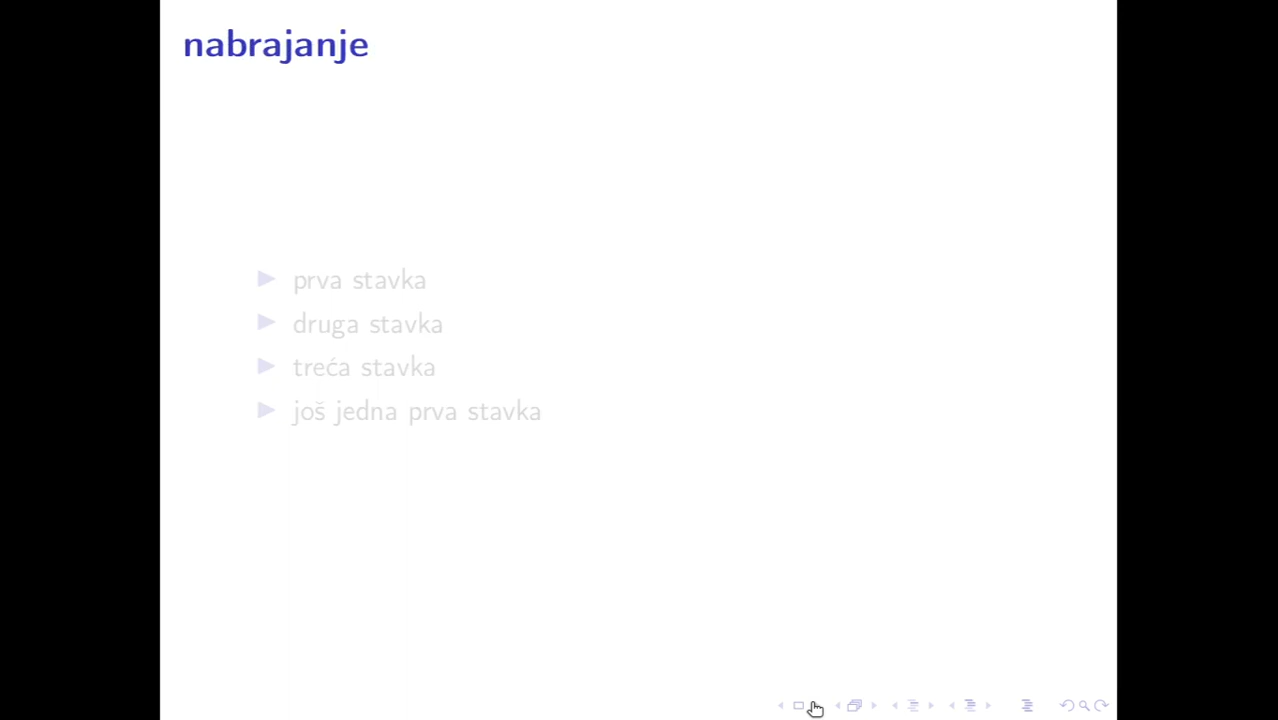 nabrajanje
prva stavka
druga stavka
treća stavka
još jedna prva stavka